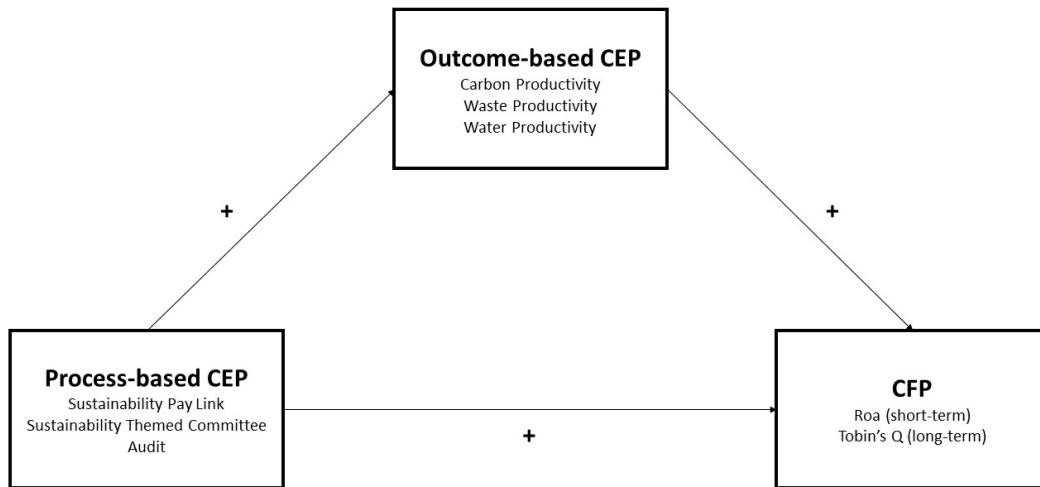 Outcome-based CEP
Carbon Productivity
Waste Productivity
Water Productivity
+
+
Process-based CEP
Sustainability Pay Link
Sustainability Themed Committee
Audit
+
CFP
Roa (short-term)
Tobin's Q (long-term)